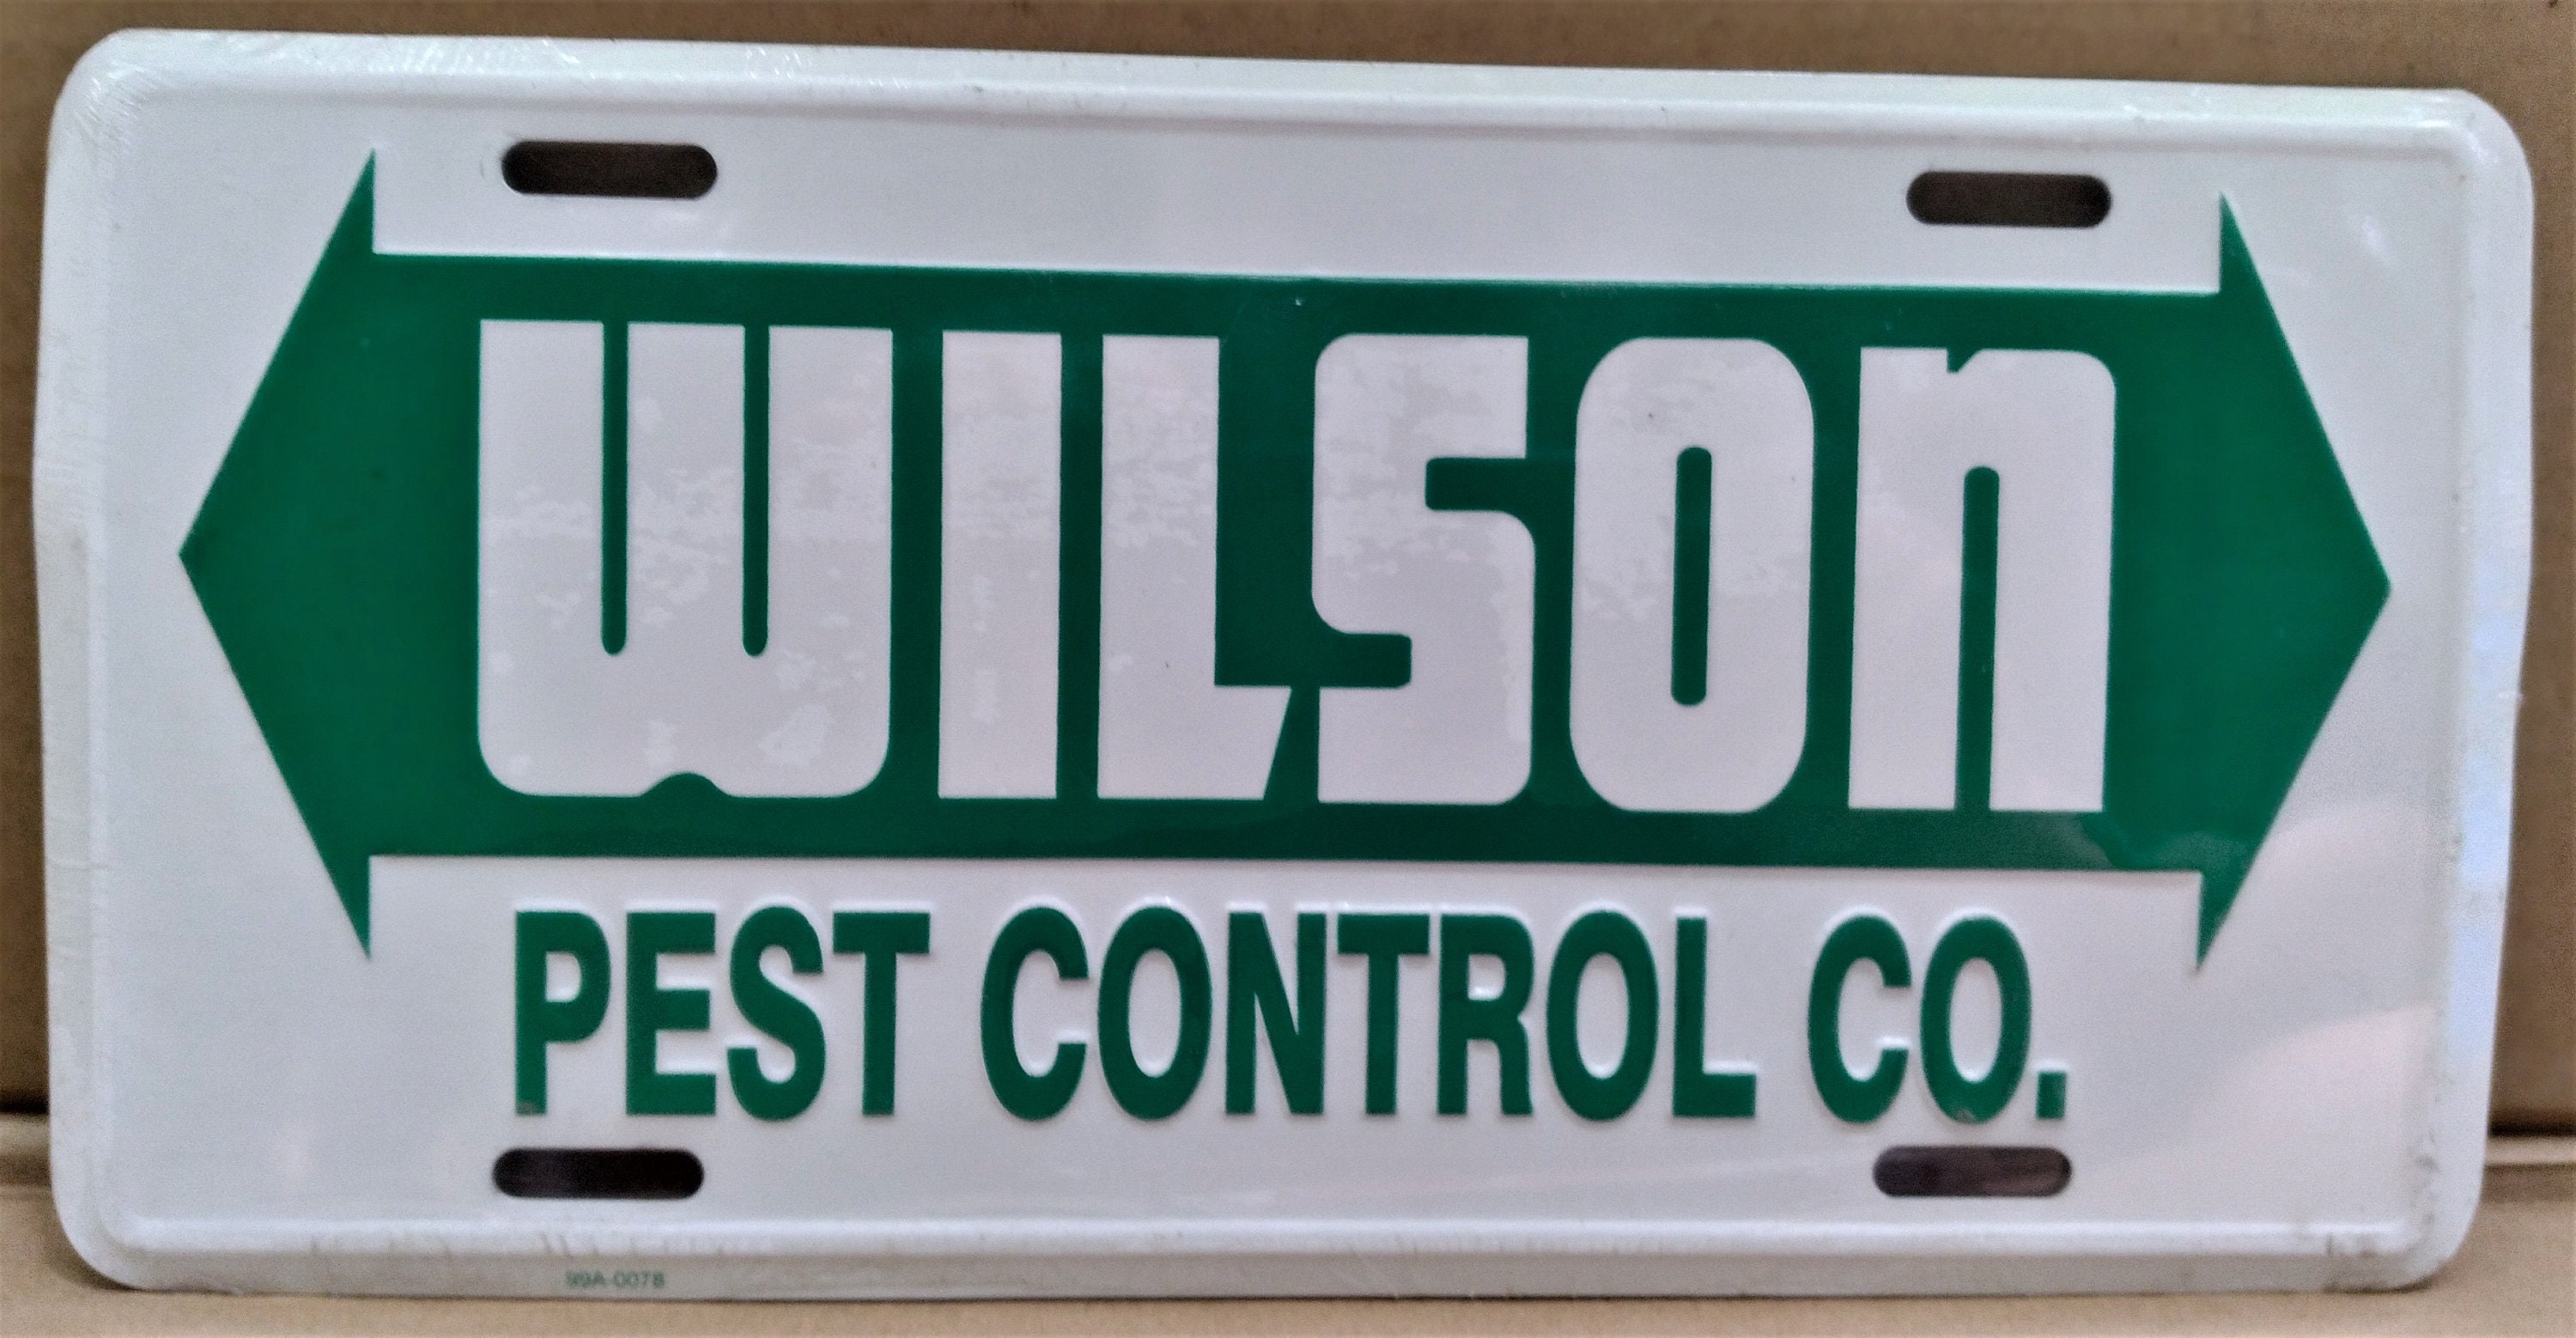 WILSON
PEST CONTROL CO.
99A-0078